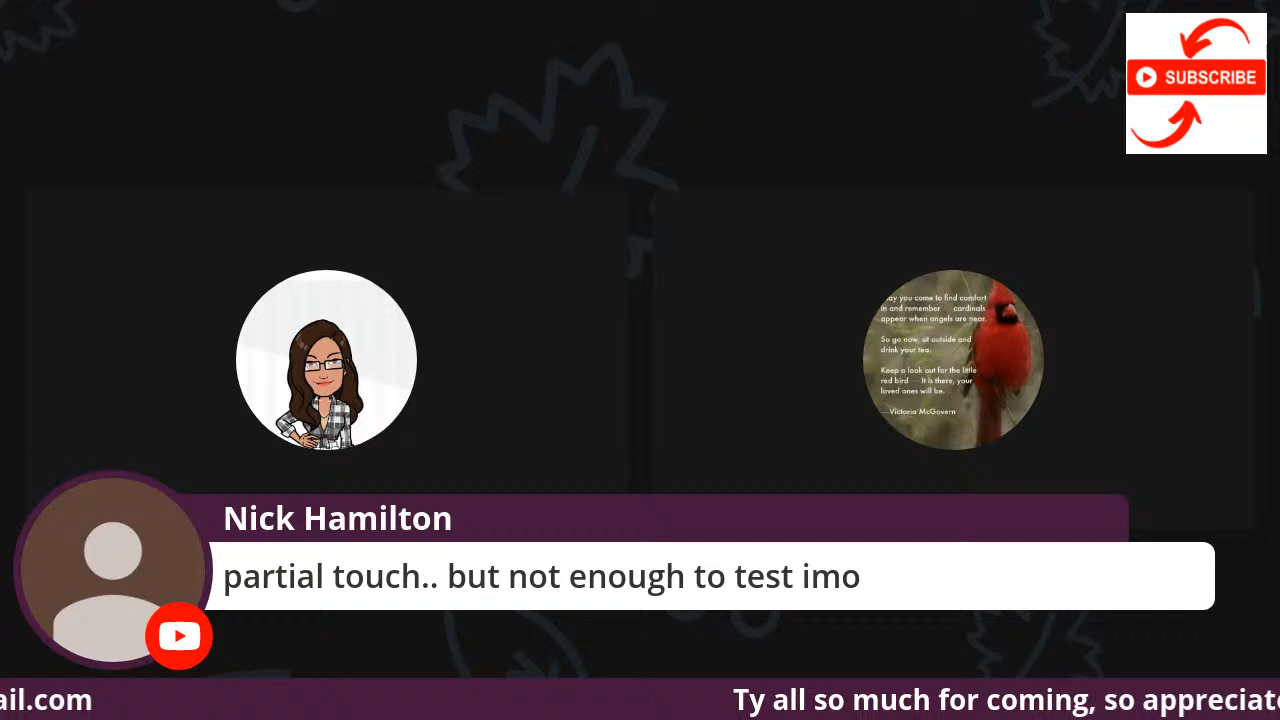 SUBSCRIBE
ay you come to find comfort
in and remember cardinals
appear when angels are near.
So go now, sit outside and
drink your tea.
Keep a look out for the little
red bird — It is there, your
loved ones will be.
—Victoria McGovern
Nick Hamilton
partial touch.. but not enough to test imo
ail.com
Ty all so much for coming, so appreciate